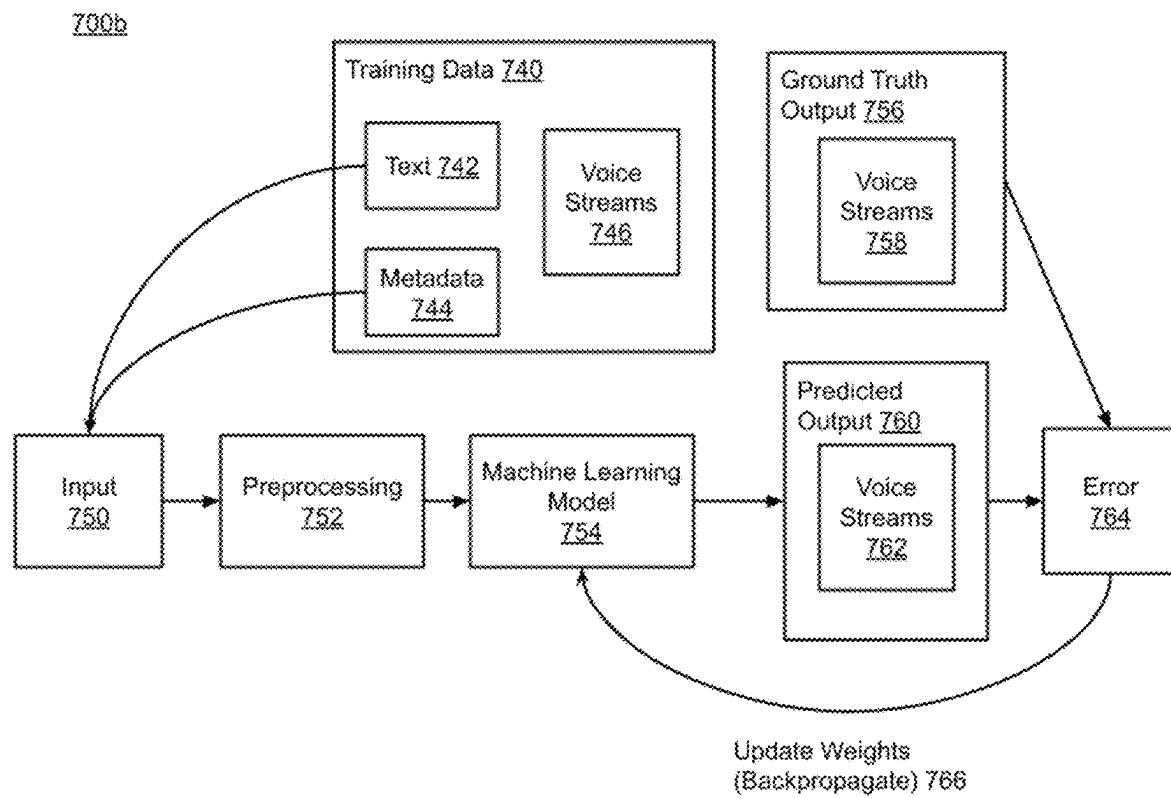 700b
Training Data 740
Text 742
Voice
Streams
746
Metadata
744
Ground Truth
Output 756
Voice
Streams
758
Input
750
Preprocessing
752
Machine Learning
Model
754
Predicted
Output 760
Voice
Streams
762
Error
764
Update Weights
(Backpropagate) 766